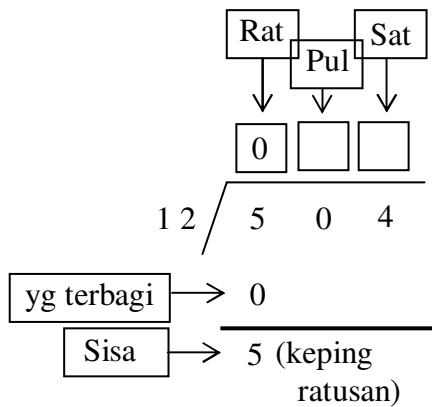 Rat Pul Sat
0
1 2 5 0 4
yg terbagi 0
Sisa 5 (keping
ratusan)